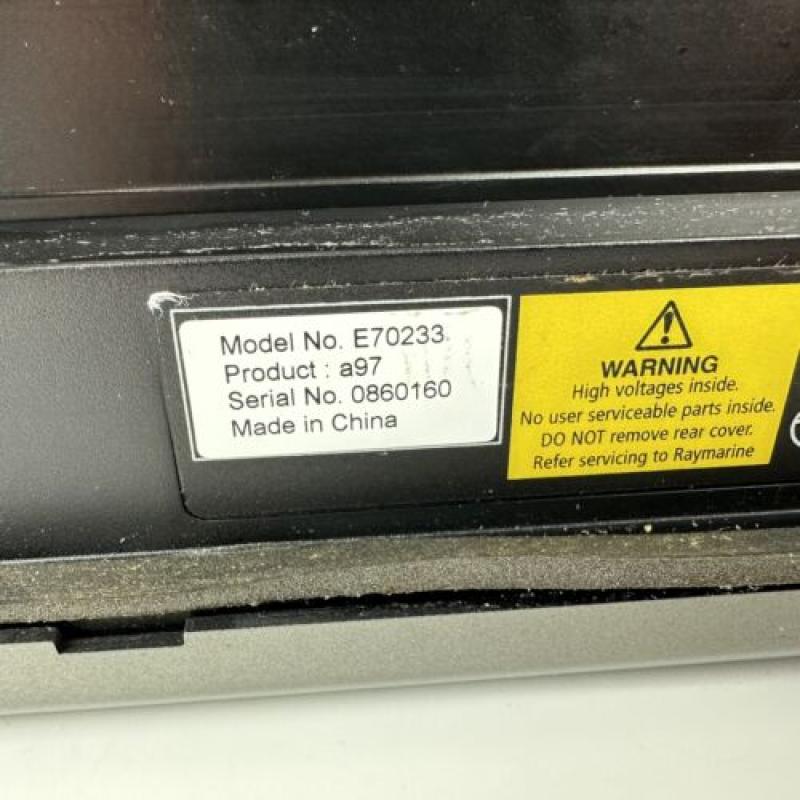 Model No. E70233
Product : a97
Serial No. 0860160
Made in China
WARNING
High voltages inside.
No user serviceable parts inside.
DO NOT remove rear cover.
Refer servicing to Raymarine